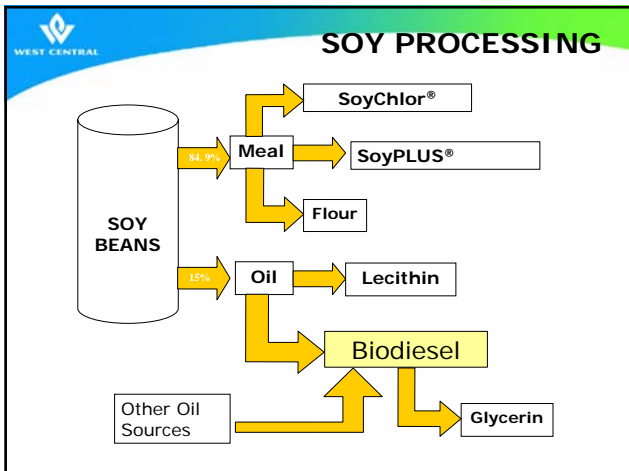 WEST CENTRAL
SOY PROCESSING
SoyChlor®
84. 9%
Meal
SoyPLUS®
Flour
SOY
BEANS
15%
Oil
Lecithin
Biodiesel
Other Oil
Sources
Glycerin